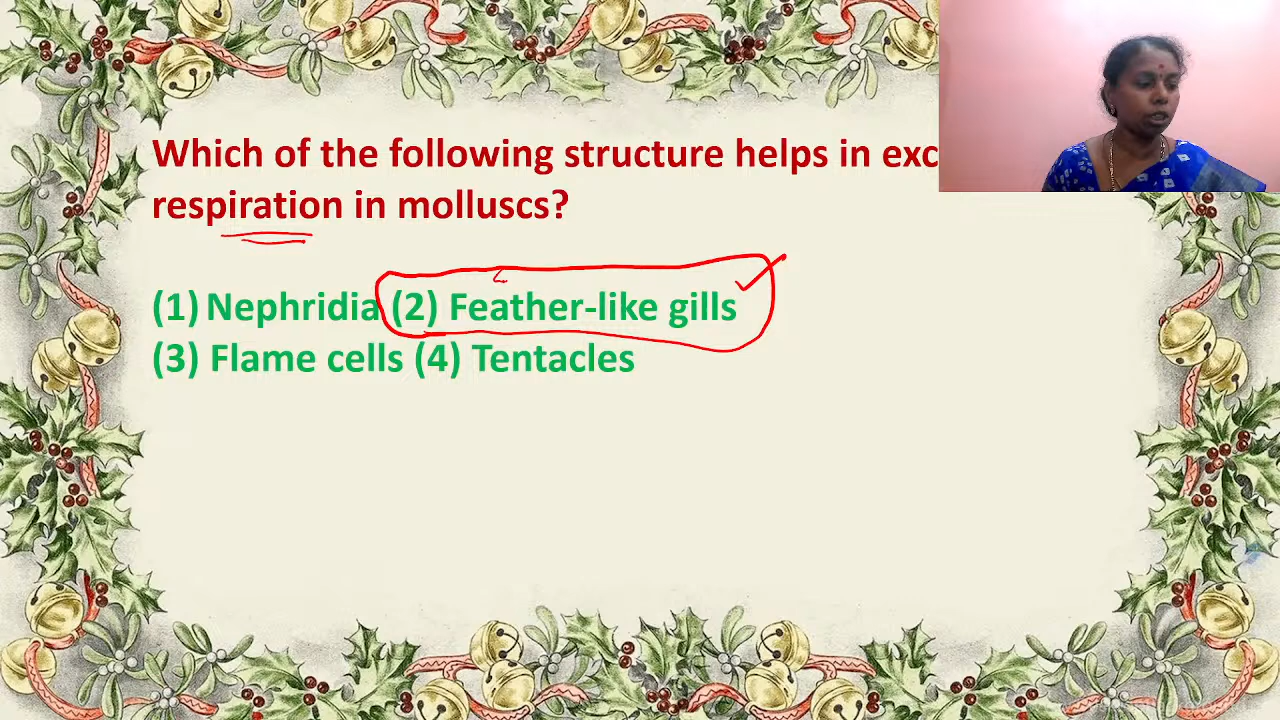 Which of the following structure helps in exc
respiration in molluscs?
(1) Nephridia (2) Feather-like gills
(3) Flame cells (4) Tentacles